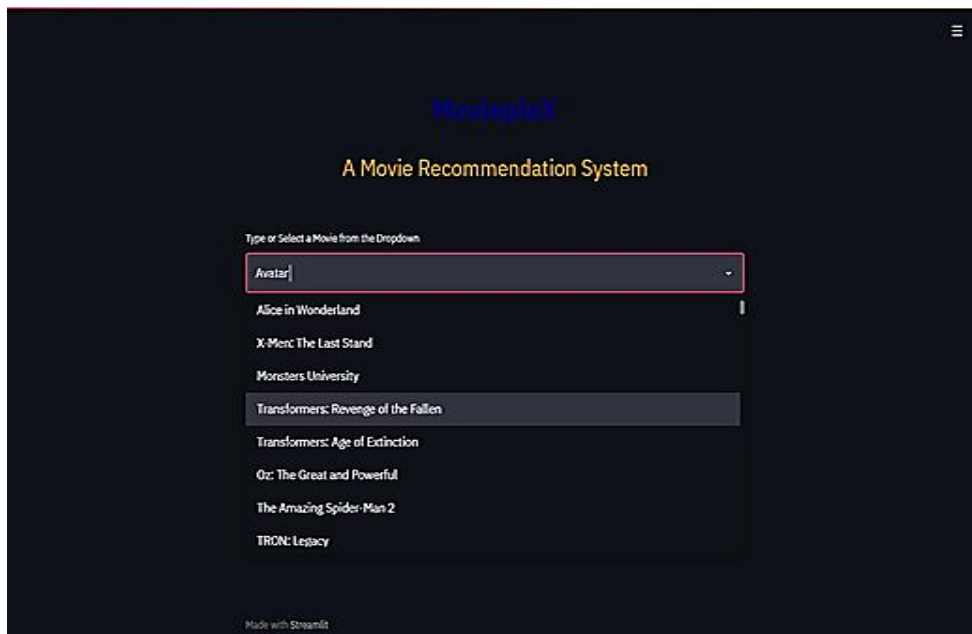 MoviepleX
A Movie Recommendation System
Type or Select a Movie from the Dropdown
Avatar
Alice in Wonderland
X-Men: The Last Stand
Monsters University
Transformers: Revenge of the Fallen
Transformers: Age of Extinction
Oz: The Great and Powerful
The Amazing Spider-Man 2
TRON: Legacy
Made with Streamlit